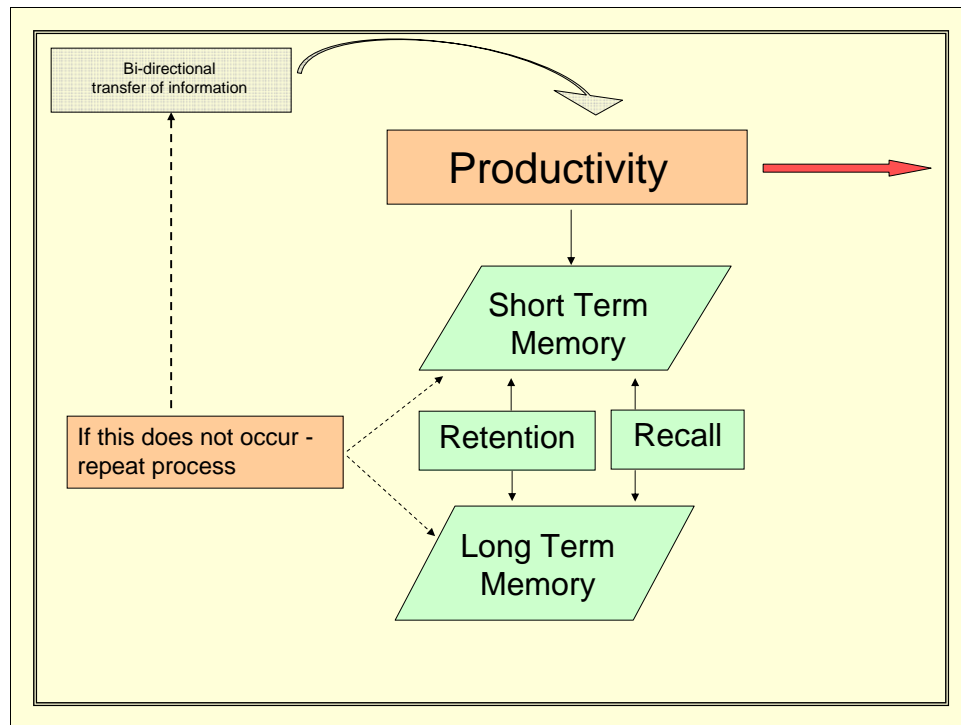 Bi-directional
transfer of information
Productivity
Short Term
Memory
If this does not occur -
repeat process
Retention
Recall
Long Term
Memory